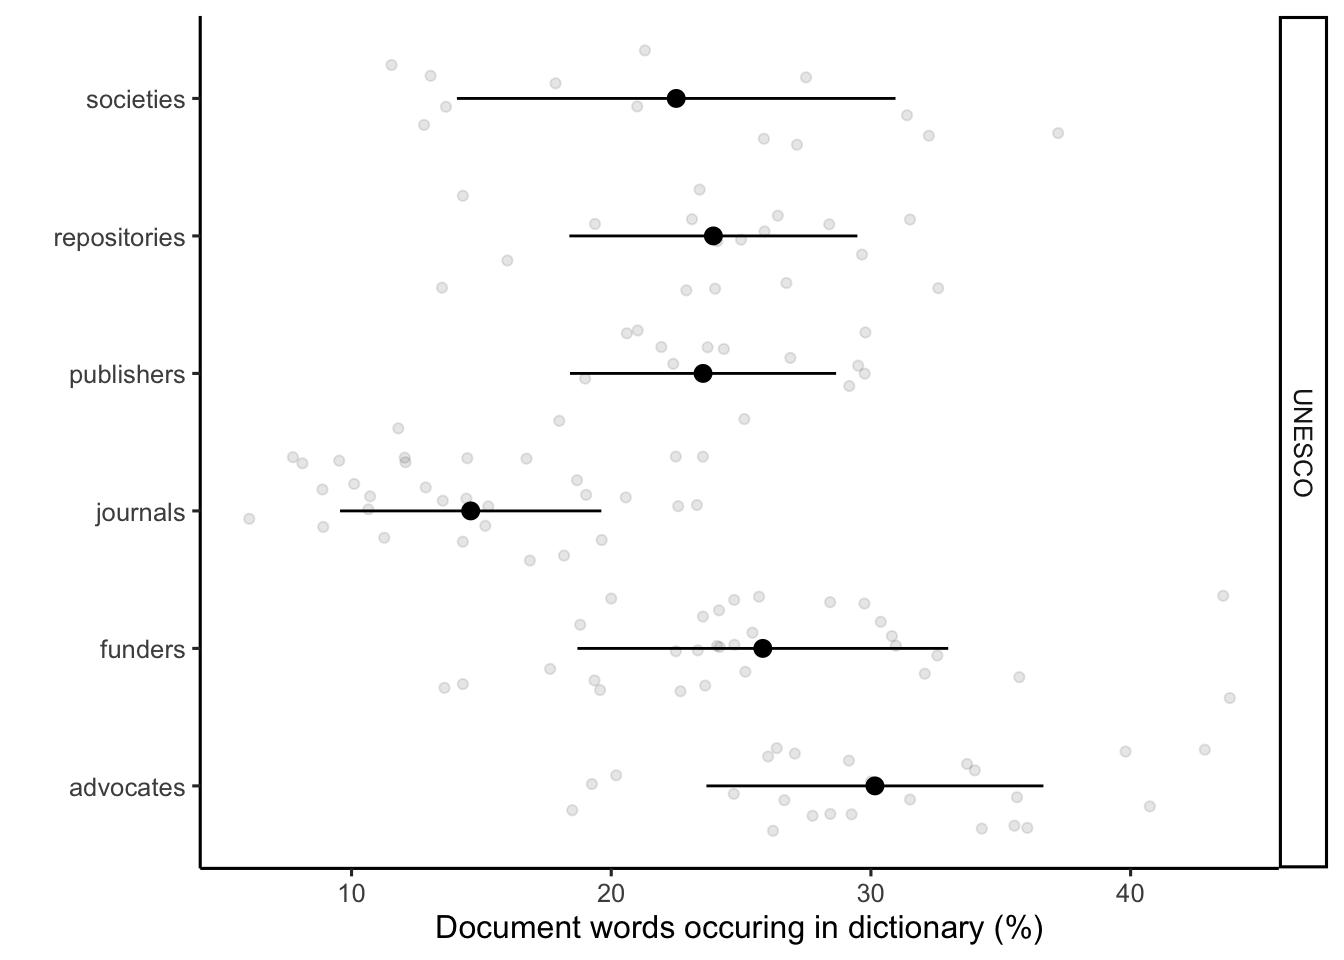 societies
repositories
publishers
journals
funders
advocates
UNESCO
10 20 30 40
Document words occuring in dictionary (%)